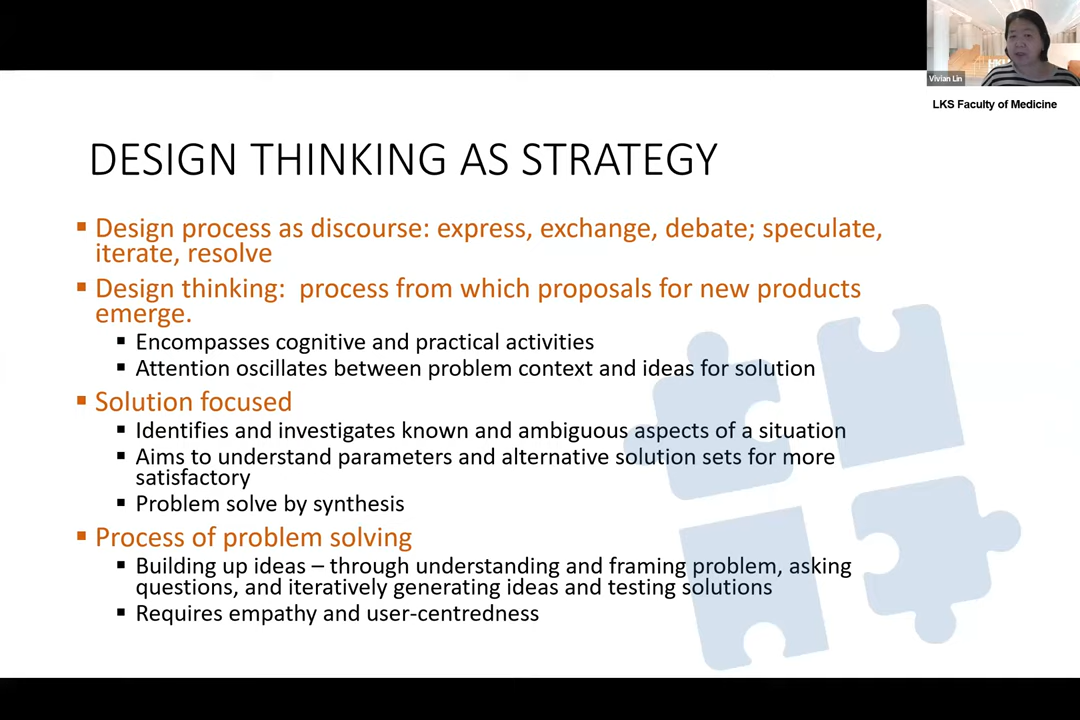 HKU
Vivian Lin
LKS Faculty of Medicine
DESIGN THINKING AS STRATEGY
▪ Design process as discourse: express, exchange, debate; speculate,
iterate, resolve
▪ Design thinking:  process from which proposals for new products
emerge.
▪ Encompasses cognitive and practical activities
▪ Attention oscillates between problem context and ideas for solution
▪ Solution focused
▪ Identifies and investigates known and ambiguous aspects of a situation
▪ Aims to understand parameters and alternative solution sets for more
satisfactory
▪ Problem solve by synthesis
▪ Process of problem solving
▪ Building up ideas – through understanding and framing problem, asking
questions, and iteratively generating ideas and testing solutions
▪ Requires empathy and user-centredness